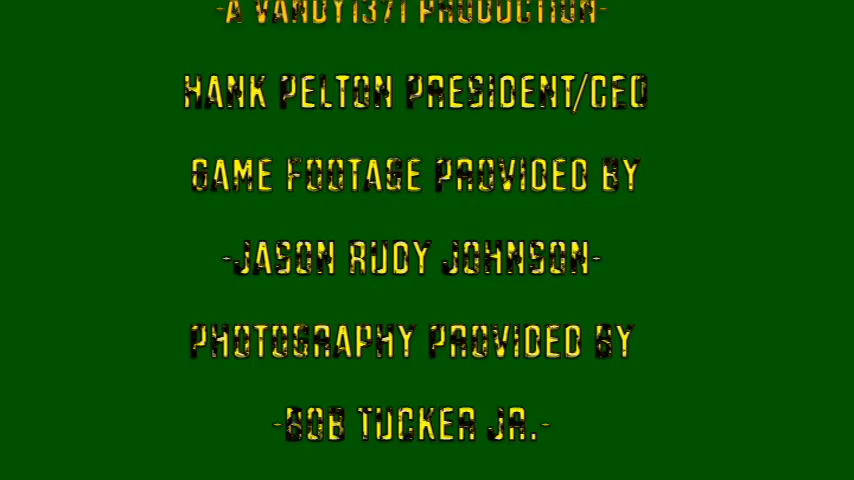 -A VANDY1371 PRODUCTION-
HANK PELTON PRESIDENT/CEO
GAME FOOTAGE PROVIDED BY
-JASON RUDY JOHNSON-
PHOTOGRAPHY PROVIDED BY
-BOB TUCKER JR.-